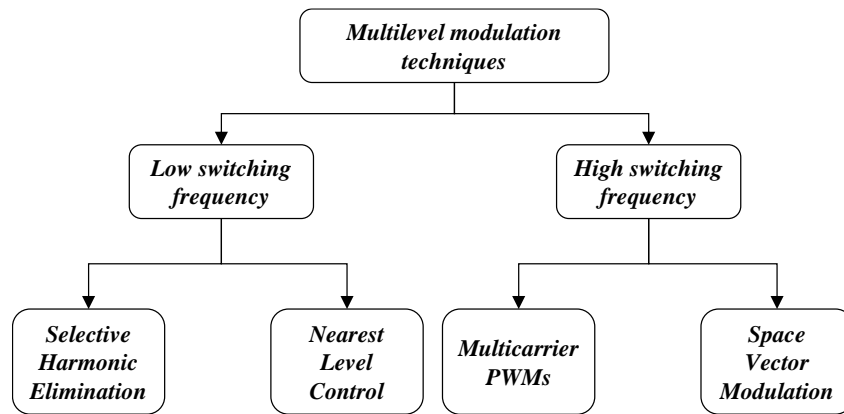 Multilevel modulation
techniques
Low switching
frequency
High switching
frequency
Selective
Harmonic
Elimination
Nearest
Level
Control
Multicarrier
PWMs
Space
Vector
Modulation